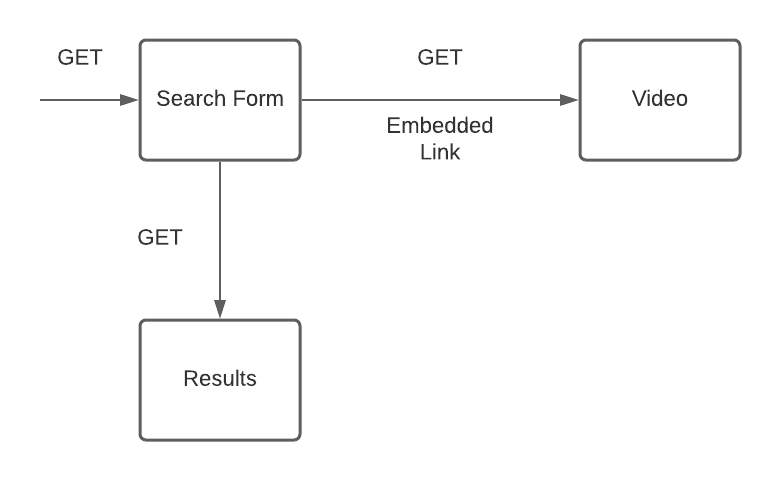 GET
GET
Search Form
Video
Embedded
Link
GET
Results